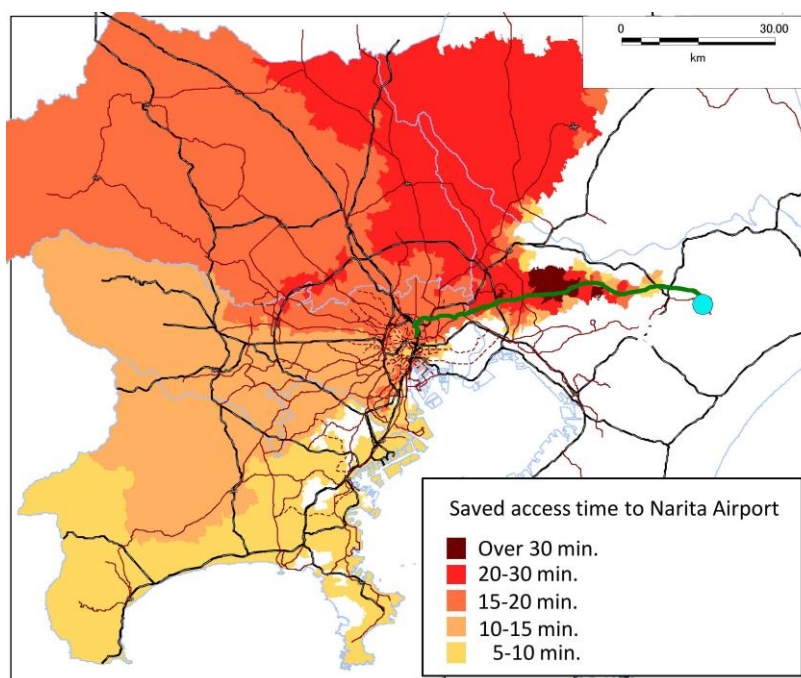 0 30.00
km
Saved access time to Narita Airport
Over 30 min.
20-30 min.
15-20 min.
10-15 min.
5-10 min.